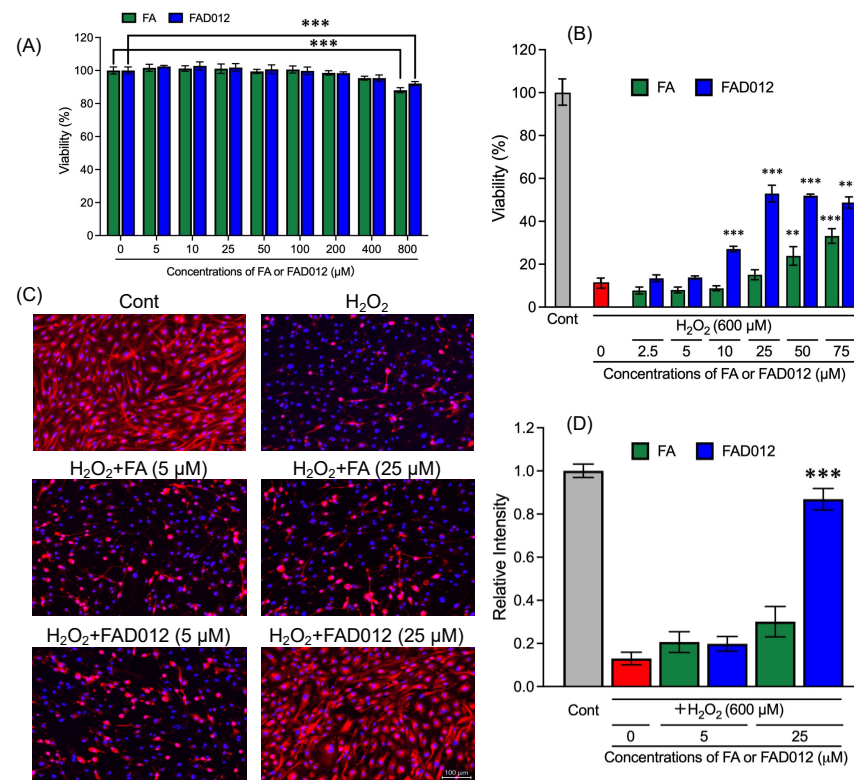 (A)
FA FAD012
***
***
Viability (%)
120
100
80
60
40
20
0
0 5 10 25 50 100 200 400 800
Concentrations of FA or FAD012 (µM)
(B)
FA FAD012
Viability (%)
120
100
80
60
40
20
0
*** *** ** *** *** **
Cont
H₂O₂ (600 µM)
0 2.5 5 10 25 50 75
Concentrations of FA or FAD012 (µM)
(C)
Cont H₂O₂
H₂O₂+FA (5 µM) H₂O₂+FA (25 µM)
H₂O₂+FAD012 (5 µM) H₂O₂+FAD012 (25 µM)
100 µm
(D)
FA FAD012
***
Relative Intensity
1.2
1.0
0.8
0.6
0.4
0.2
0.0
Cont
+H₂O₂ (600 µM)
0 5 25
Concentrations of FA or FAD012 (µM)